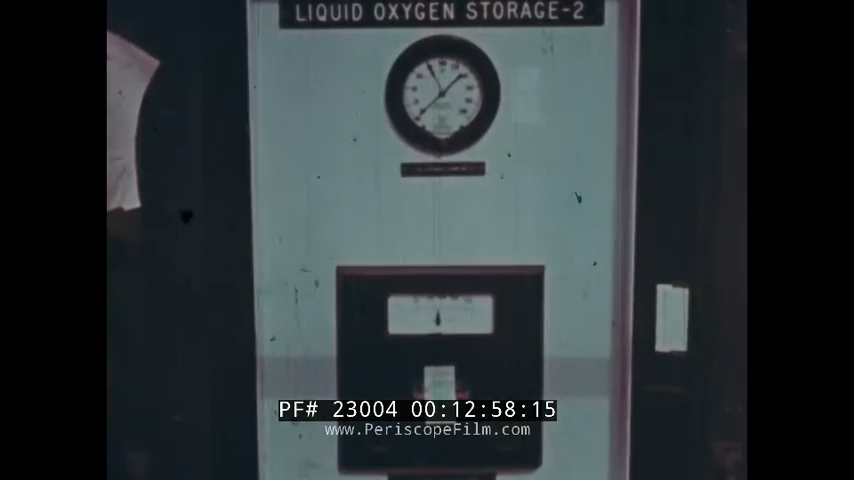 LIQUID OXYGEN STORAGE-2
PF# 23004 00:12:58:15
www.PeriscopeFilm.com